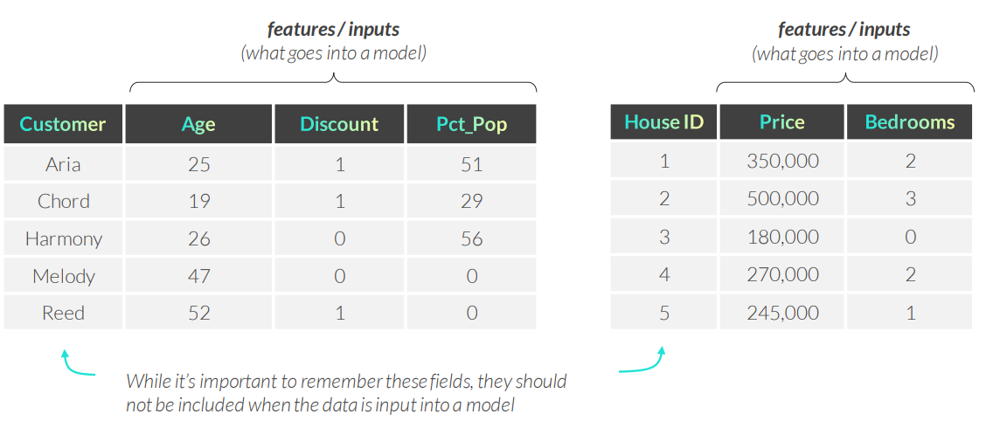 features / inputs
(what goes into a model)
Customer Age Discount Pct_Pop
Aria 25 1 51
Chord 19 1 29
Harmony 26 0 56
Melody 47 0 0
Reed 52 1 0
features / inputs
(what goes into a model)
House ID Price Bedrooms
1 350,000 2
2 500,000 3
3 180,000 0
4 270,000 2
5 245,000 1
While it’s important to remember these fields, they should
not be included when the data is input into a model